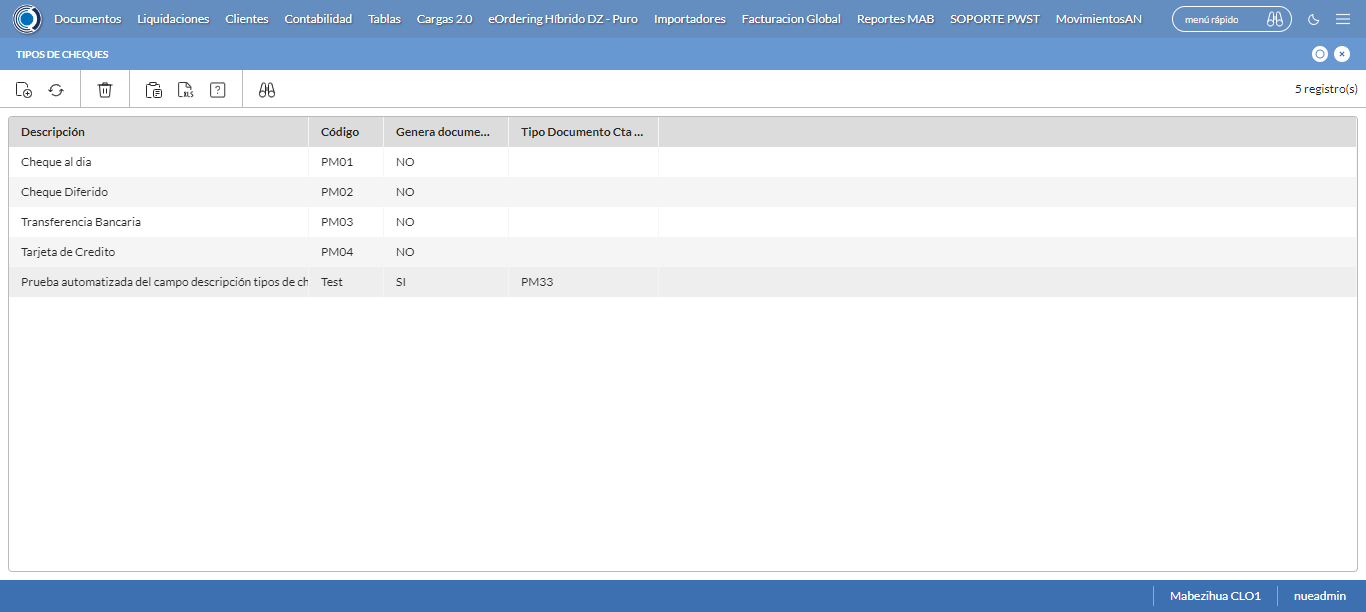 Documentos Liquidaciones Clientes Contabilidad Tablas Cargas 2.0 eOrdering Híbrido DZ - Puro Importadores Facturacion Global Reportes MAB SOPORTE PWST MovimientosAN menú rápido
TIPOS DE CHEQUES
XLS ? 5 registro(s)
Descripción Código Genera docume... Tipo Documento Cta ...
Cheque al dia PM01 NO
Cheque Diferido PM02 NO
Transferencia Bancaria PM03 NO
Tarjeta de Credito PM04 NO
Prueba automatizada del campo descripción tipos de ch Test SI PM33
Mabezihua CLO1 nueadmin